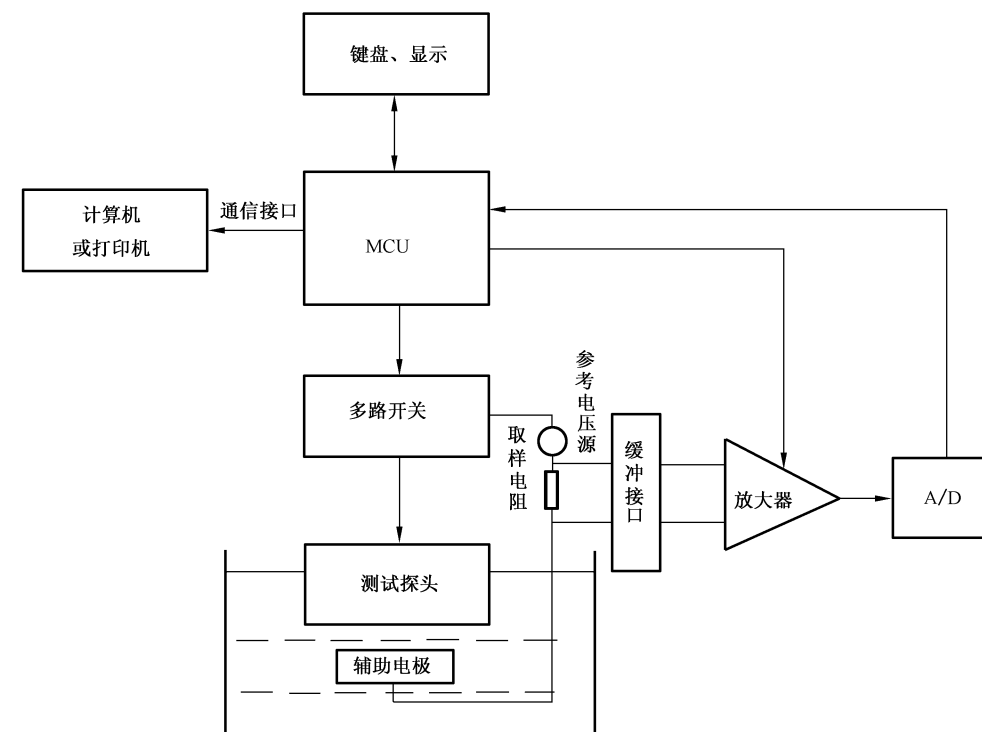 键盘、显示
计算机
或打印机
通信接口
MCU
多路开关
参考电压源
取样电阻
缓冲接口
放大器
A/D
测试探头
辅助电极